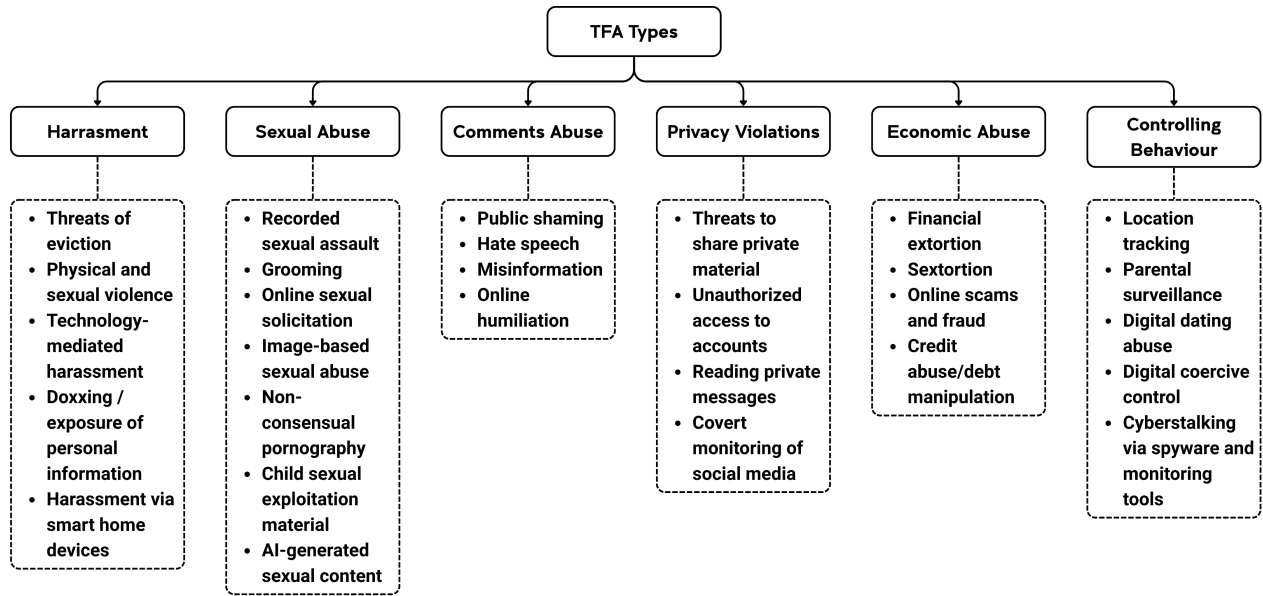 TFA Types
Harrasment
Sexual Abuse
Comments Abuse
Privacy Violations
Economic Abuse
Controlling
Behaviour
• Threats of
eviction
• Physical and
sexual violence
• Technology-
mediated
harassment
• Doxxing /
exposure of
personal
information
• Harassment via
smart home
devices
• Recorded
sexual assault
• Grooming
• Online sexual
solicitation
• Image-based
sexual abuse
• Non-
consensual
pornography
• Child sexual
exploitation
material
• AI-generated
sexual content
• Public shaming
• Hate speech
• Misinformation
• Online
humiliation
• Threats to
share private
material
• Unauthorized
access to
accounts
• Reading private
messages
• Covert
monitoring of
social media
• Financial
extortion
• Sextortion
• Online scams
and fraud
• Credit
abuse/debt
manipulation
• Location
tracking
• Parental
surveillance
• Digital dating
abuse
• Digital coercive
control
• Cyberstalking
via spyware and
monitoring
tools